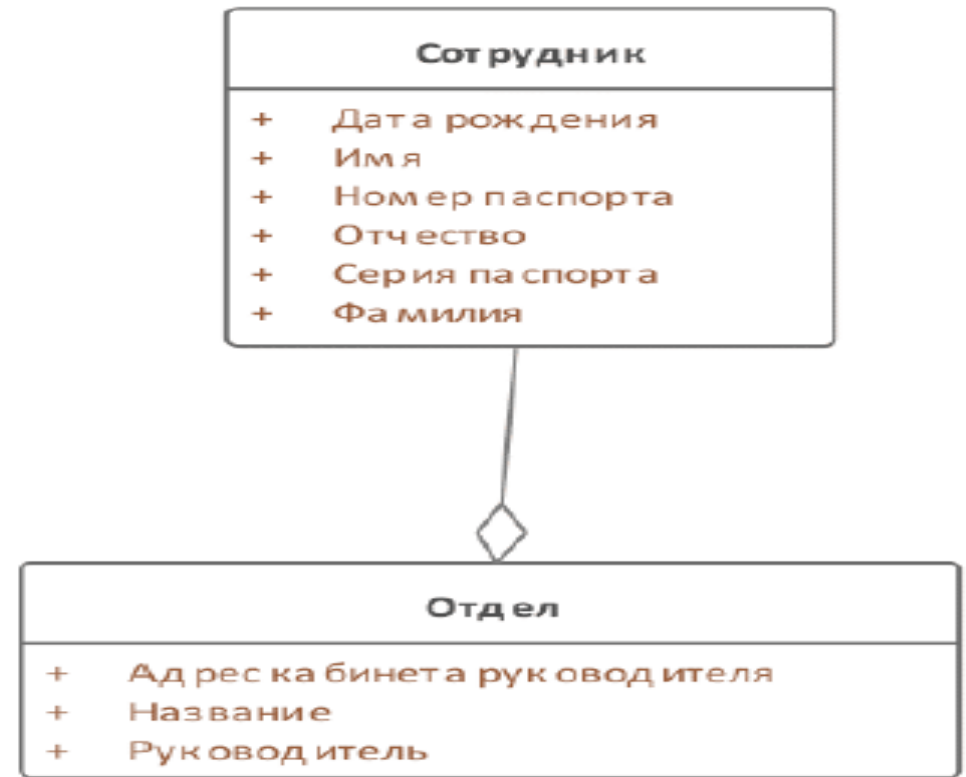 Сотрудник
+ Дата рождения
+ Имя
+ Номер паспорта
+ Отчество
+ Серия паспорта
+ Фамилия
Отдел
+ Адрес кабинета руководителя
+ Название
+ Руководитель